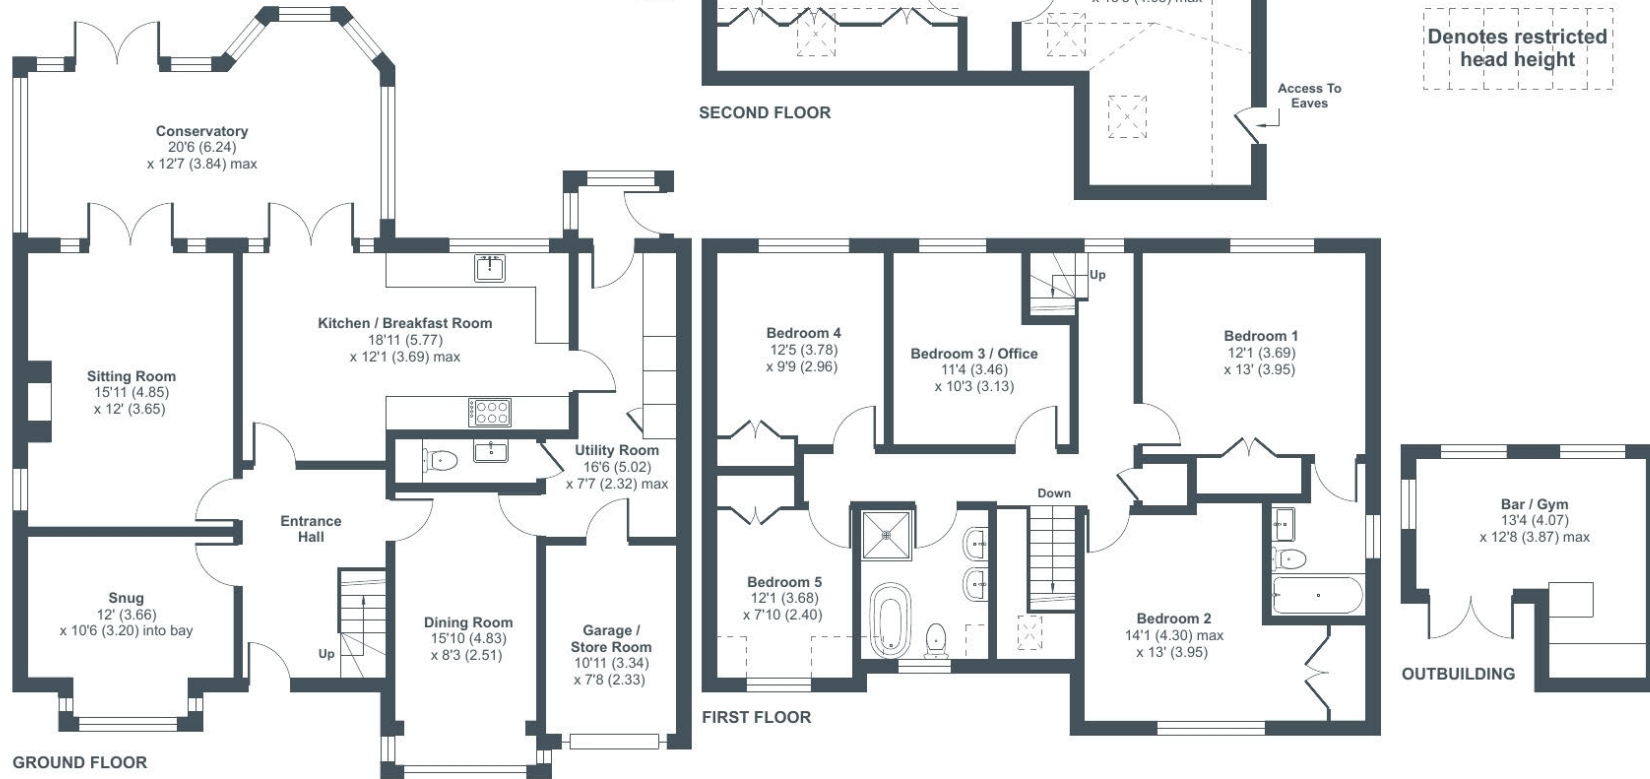 Denotes restricted
head height
Access To
Eaves
SECOND FLOOR
Conservatory
20'6 (6.24)
x 12'7 (3.84) max
Kitchen / Breakfast Room
18'11 (5.77)
x 12'1 (3.69) max
Sitting Room
15'11 (4.85)
x 12' (3.65)
Utility Room
16'6 (5.02)
x 7'7 (2.32) max
Entrance
Hall
Snug
12' (3.66)
x 10'6 (3.20) into bay
Up
Dining Room
15'10 (4.83)
x 8'3 (2.51)
Garage /
Store Room
10'11 (3.34)
x 7'8 (2.33)
GROUND FLOOR
Up
Bedroom 4
12'5 (3.78)
x 9'9 (2.96)
Bedroom 3 / Office
11'4 (3.46)
x 10'3 (3.13)
Bedroom 1
12'1 (3.69)
x 13' (3.95)
Down
Bedroom 5
12'1 (3.68)
x 7'10 (2.40)
Bedroom 2
14'1 (4.30) max
x 13' (3.95)
FIRST FLOOR
Bar / Gym
13'4 (4.07)
x 12'8 (3.87) max
OUTBUILDING